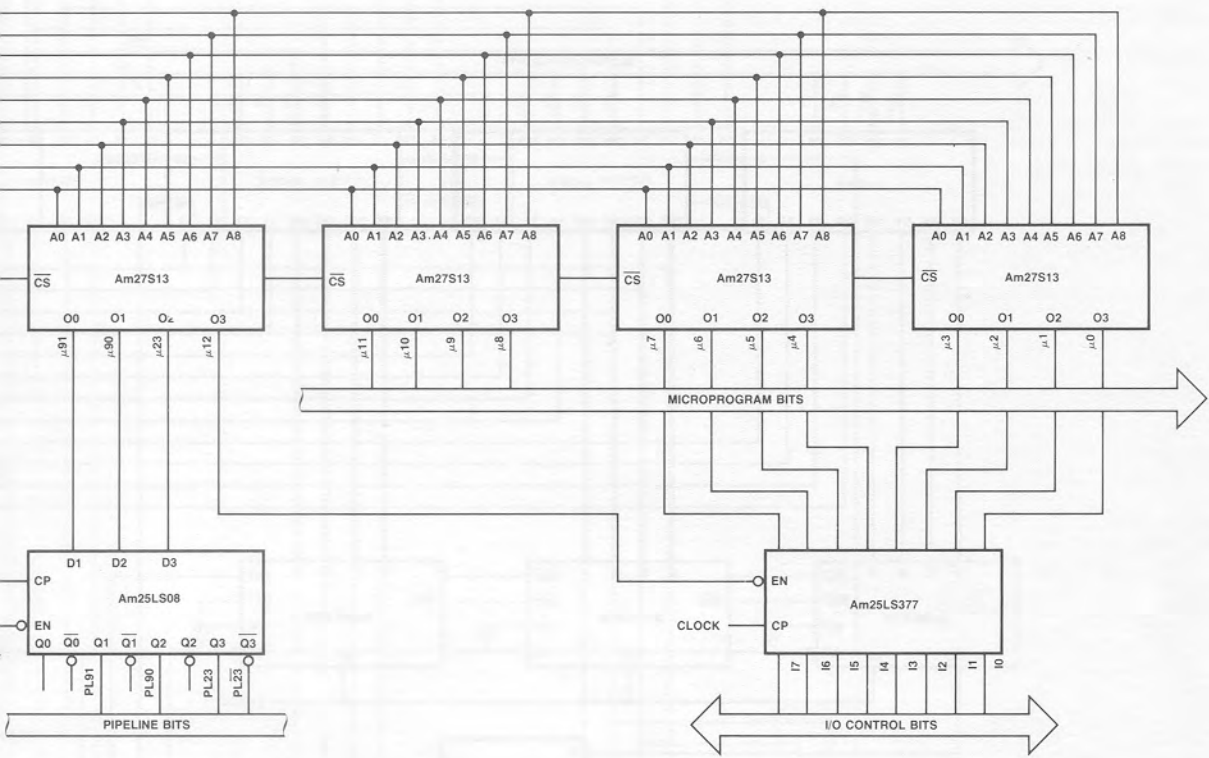 A0 A1 A2 A3 A4 A5 A6 A7 A8
CS
Am27S13
O0 O1 O2 O3
μ91 μ90 μ23 μ12
A0 A1 A2 A3 A4 A5 A6 A7 A8
CS
Am27S13
O0 O1 O2 O3
μ11 μ10 μ9 μ8
A0 A1 A2 A3 A4 A5 A6 A7 A8
CS
Am27S13
O0 O1 O2 O3
μ7 μ6 μ5 μ4
A0 A1 A2 A3 A4 A5 A6 A7 A8
CS
Am27S13
O0 O1 O2 O3
μ3 μ2 μ1 μ0
MICROPROGRAM BITS
D1 D2 D3
CP
Am25LS08
EN
Q0 Q0 Q1 Q1 Q2 Q2 Q3 Q3
PL91 PL90 PL23 PL23
PIPELINE BITS
EN
Am25LS377
CLOCK CP
I7 I6 I5 I4 I3 I2 I1 I0
I/O CONTROL BITS